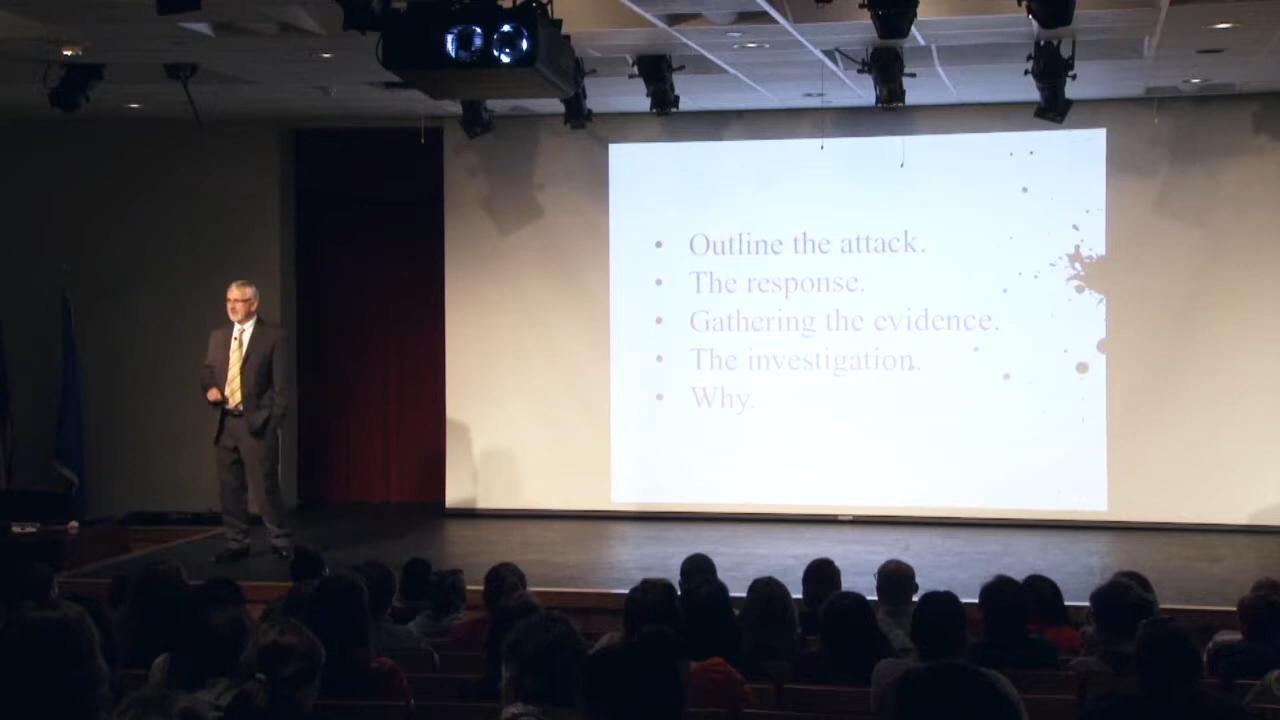 • Outline the attack.
• The response.
• Gathering the evidence.
• The investigation.
• Why.